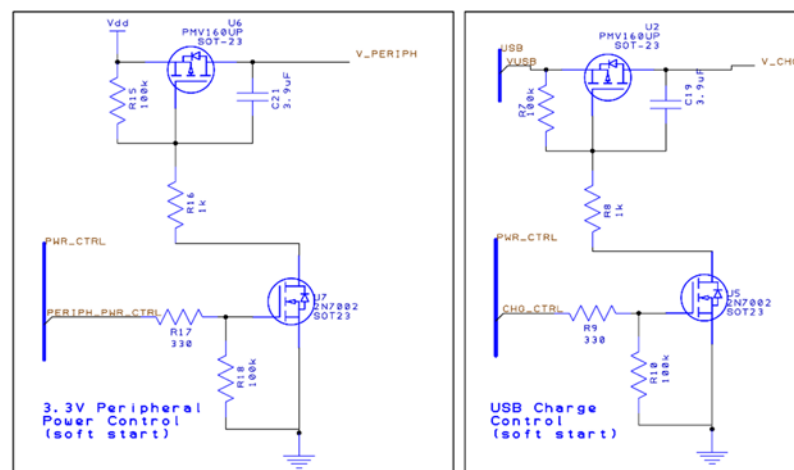 U6
PMV160UP
SOT-23
Vdd
V_PERIPH
R15
100k
C21
3.9uF
R16
1k
PWR_CTRL
PERIPH_PWR_CTRL
R17
330
U7
2N7002
SOT23
R18
100k
3.3V Peripheral
Power Control
(soft start)
U2
PMV160UP
SOT-23
USB
VUSB
V_CHG
R7
100k
C19
3.9uF
R8
1k
PWR_CTRL
CHG_CTRL
R9
330
U5
2N7002
SOT23
R10
100k
USB Charge
Control
(soft start)